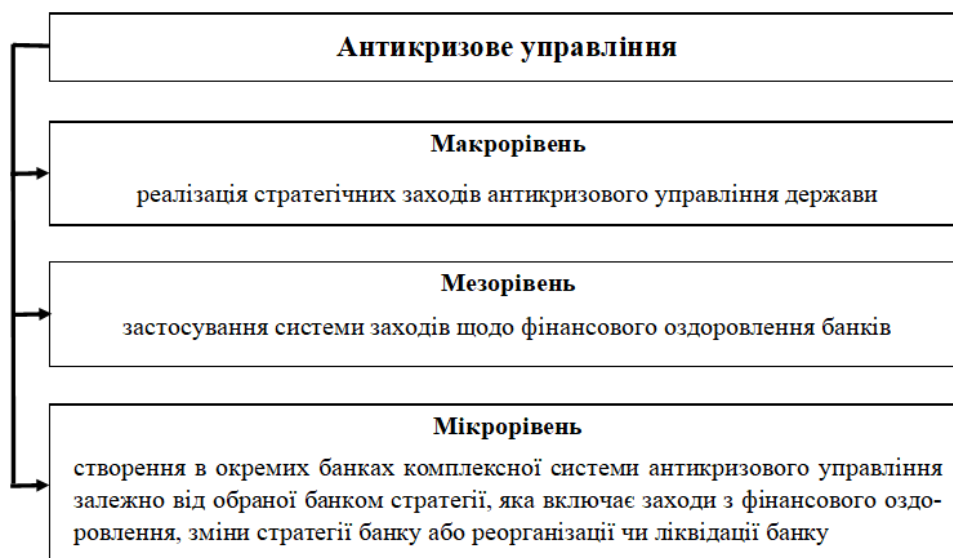 Антикризове управління
Макрорівень
реалізація стратегічних заходів антикризового управління держави
Мезорівень
застосування системи заходів щодо фінансового оздоровлення банків
Мікрорівень
створення в окремих банках комплексної системи антикризового управління
залежно від обраної банком стратегії, яка включає заходи з фінансового оздо-
ровлення, зміни стратегії банку або реорганізації чи ліквідації банку